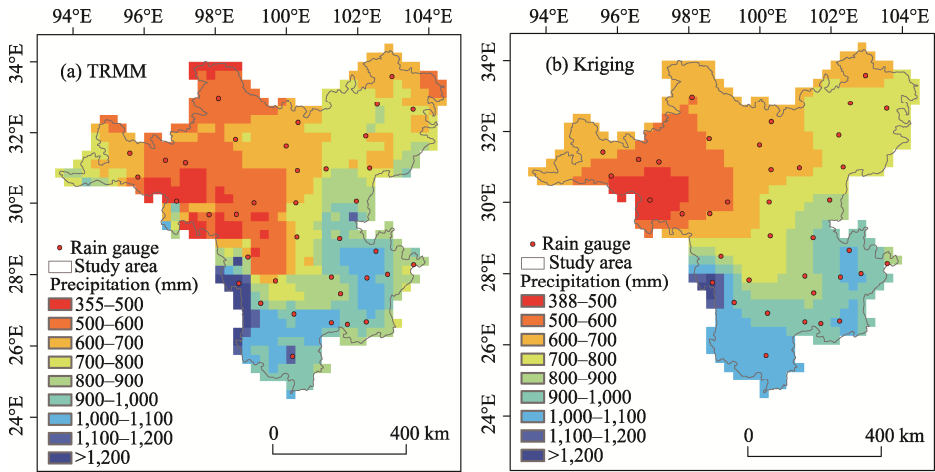 94°E 96°E 98°E 100°E 102°E 104°E
34°E
32°E
30°E
28°E
26°E
24°E
(a) TRMM
Rain gauge
Study area
Precipitation (mm)
355–500
500–600
600–700
700–800
800–900
900–1,000
1,000–1,100
1,100–1,200
>1,200
0 400 km
94°E 96°E 98°E 100°E 102°E 104°E
34°E
32°E
30°E
28°E
26°E
24°E
(b) Kriging
Rain gauge
Study area
Precipitation (mm)
388–500
500–600
600–700
700–800
800–900
900–1,000
1,000–1,100
1,100–1,200
>1,200
0 400 km